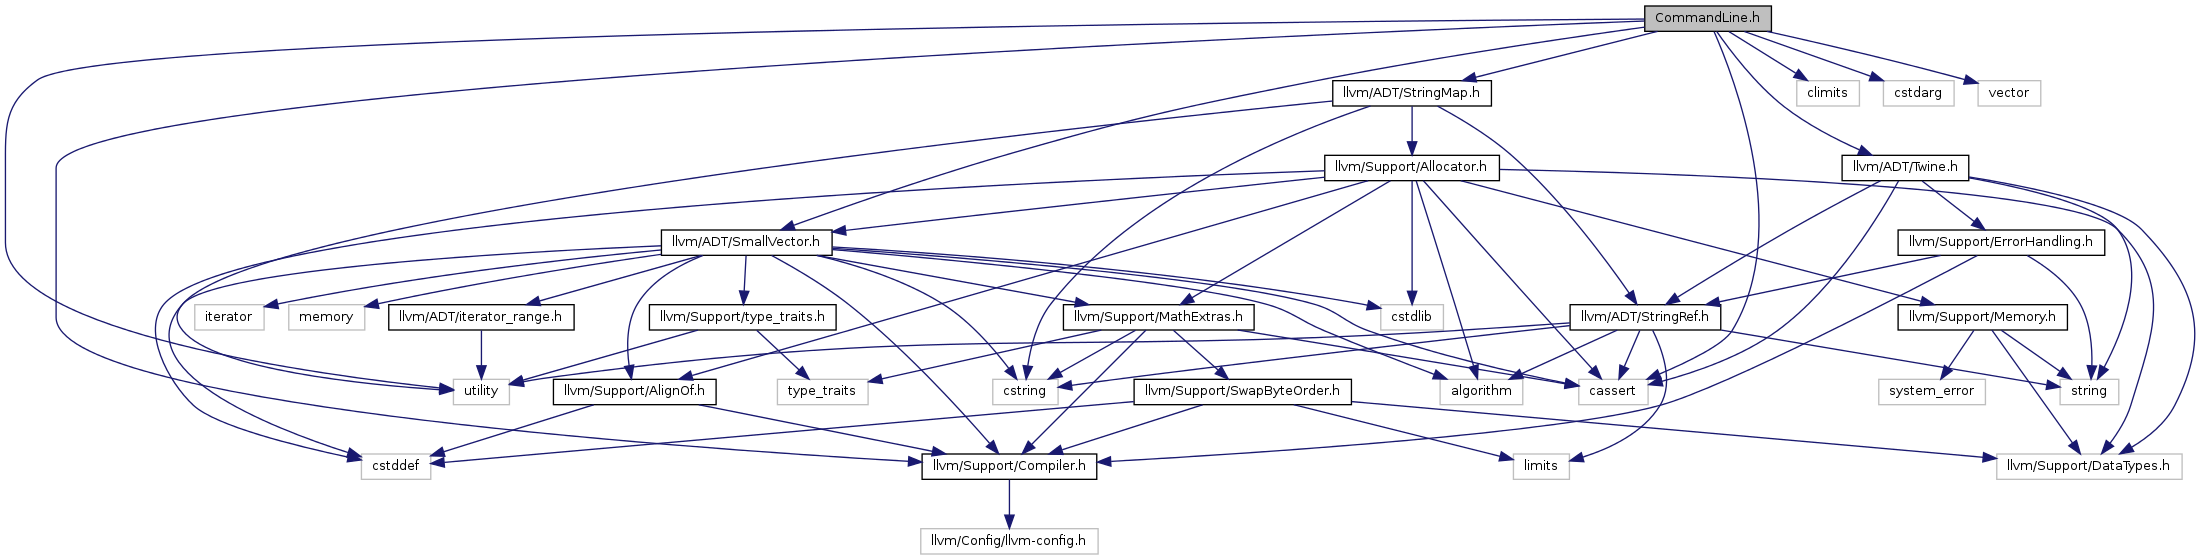 CommandLine.h
llvm/ADT/StringMap.h
climits
cstdarg
vector
llvm/Support/Allocator.h
llvm/ADT/Twine.h
llvm/ADT/SmallVector.h
llvm/Support/ErrorHandling.h
iterator
memory
llvm/ADT/iterator_range.h
llvm/Support/type_traits.h
llvm/Support/MathExtras.h
cstdlib
llvm/ADT/StringRef.h
llvm/Support/Memory.h
utility
llvm/Support/AlignOf.h
type_traits
cstring
llvm/Support/SwapByteOrder.h
algorithm
cassert
system_error
string
cstddef
llvm/Support/Compiler.h
limits
llvm/Support/DataTypes.h
llvm/Config/llvm-config.h